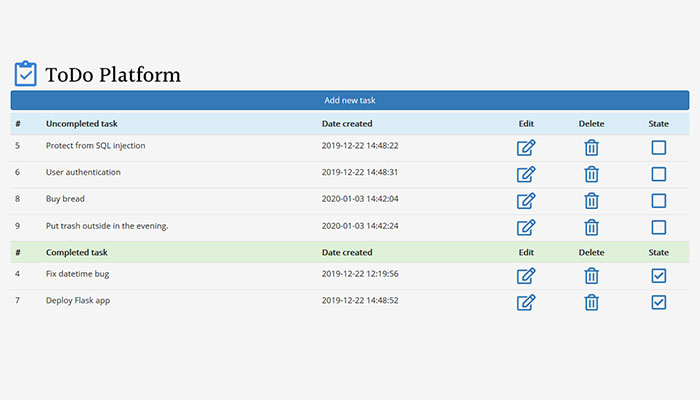 ToDo Platform
Add new task
# Uncompleted task Date created Edit Delete State
5 Protect from SQL injection 2019-12-22 14:48:22
6 User authentication 2019-12-22 14:48:31
8 Buy bread 2020-01-03 14:42:04
9 Put trash outside in the evening. 2020-01-03 14:42:24
# Completed task Date created Edit Delete State
4 Fix datetime bug 2019-12-22 12:19:56
7 Deploy Flask app 2019-12-22 14:48:52